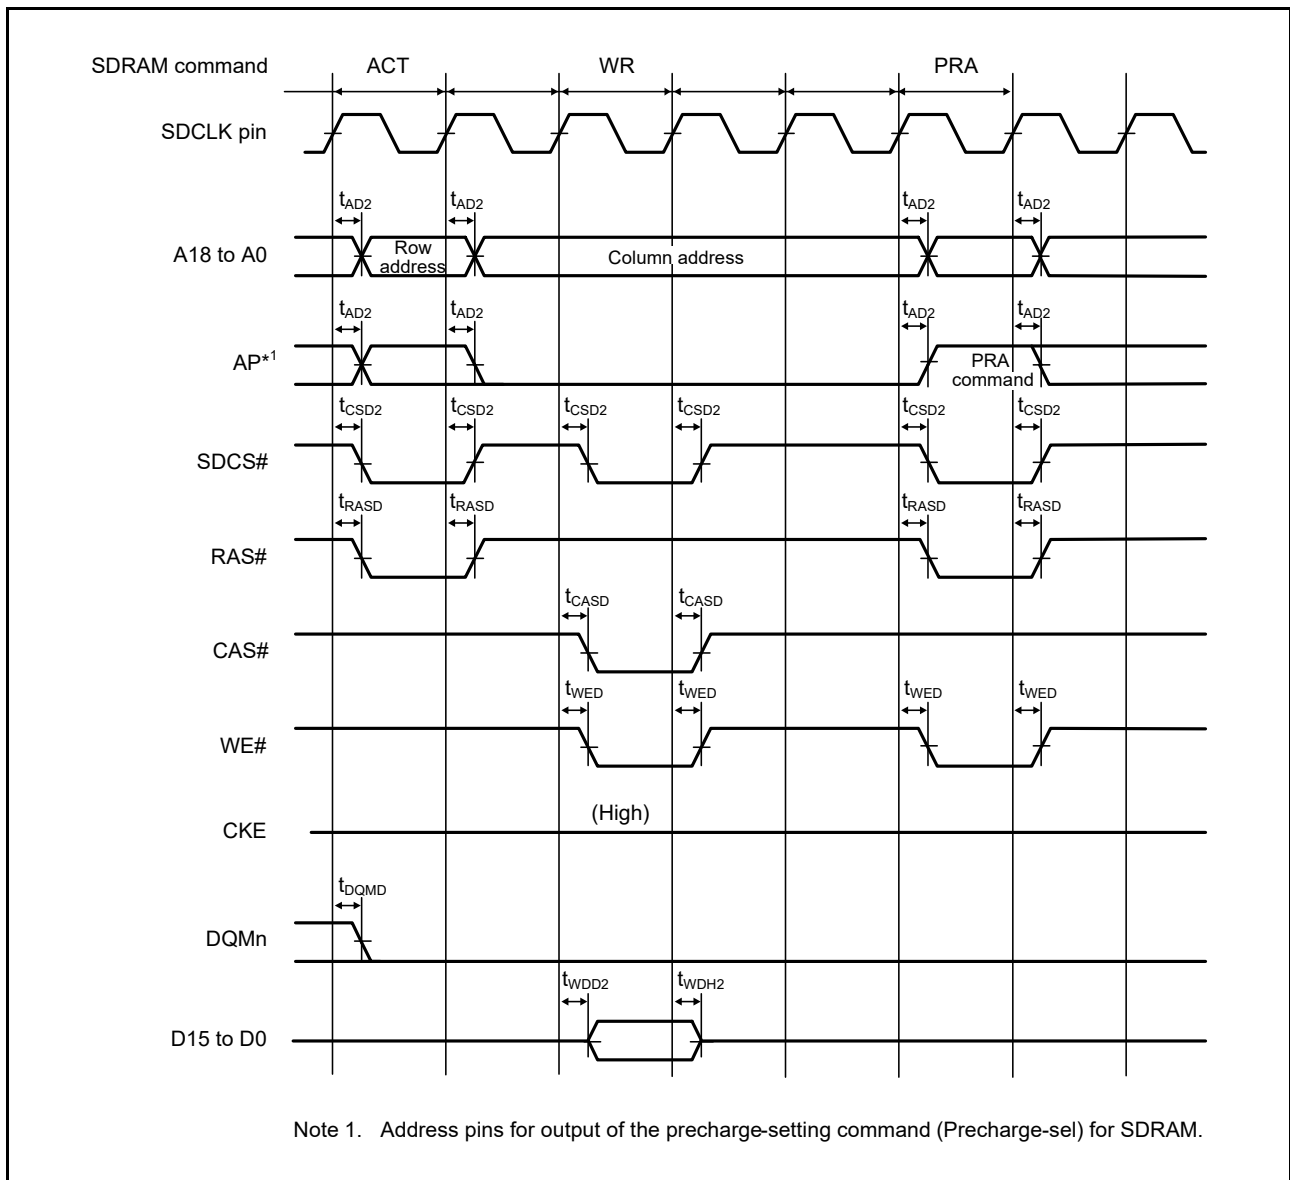 SDRAM command ACT WR PRA
SDCLK pin
tAD2 tAD2 tAD2 tAD2
A18 to A0 Row address Column address
tAD2 tAD2 tAD2 tAD2
AP*1 PRA command
tCSD2 tCSD2 tCSD2 tCSD2 tCSD2 tCSD2
SDCS#
tRASD tRASD tRASD tRASD
RAS#
tCASD tCASD
CAS#
tWED tWED tWED tWED
WE#
(High)
CKE
tDQMD
DQMn
tWDD2 tWDH2
D15 to D0
Note 1. Address pins for output of the precharge-setting command (Precharge-sel) for SDRAM.